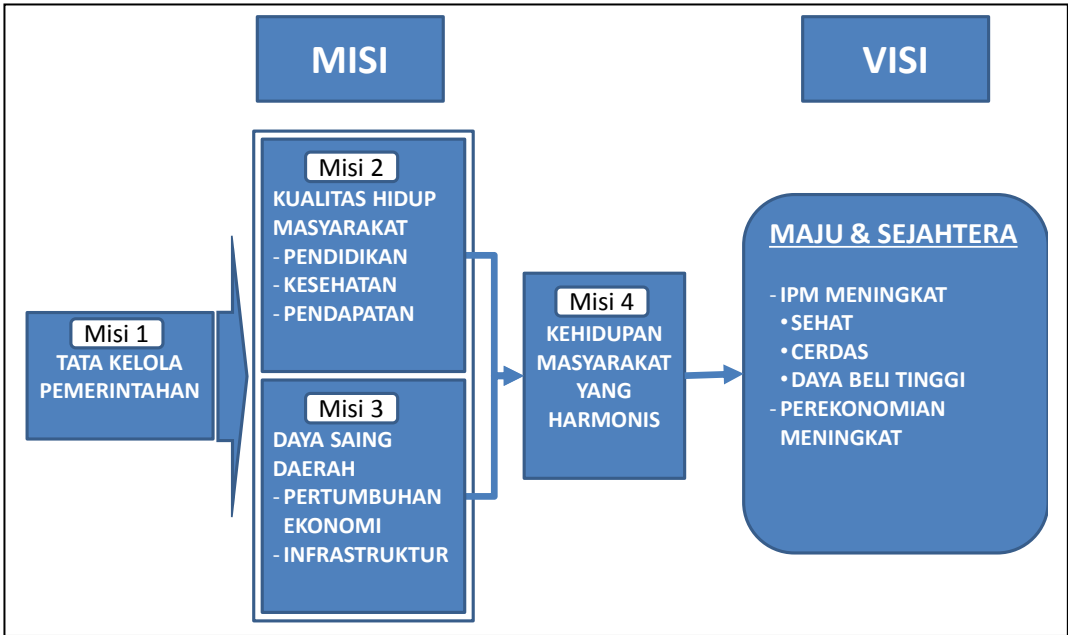 MISI
VISI
Misi 1
TATA KELOLA
PEMERINTAHAN
Misi 2
KUALITAS HIDUP
MASYARAKAT
- PENDIDIKAN
- KESEHATAN
- PENDAPATAN
Misi 3
DAYA SAING
DAERAH
- PERTUMBUHAN
EKONOMI
- INFRASTRUKTUR
Misi 4
KEHIDUPAN
MASYARAKAT
YANG
HARMONIS
MAJU & SEJAHTERA
- IPM MENINGKAT
• SEHAT
• CERDAS
• DAYA BELI TINGGI
- PEREKONOMIAN
MENINGKAT